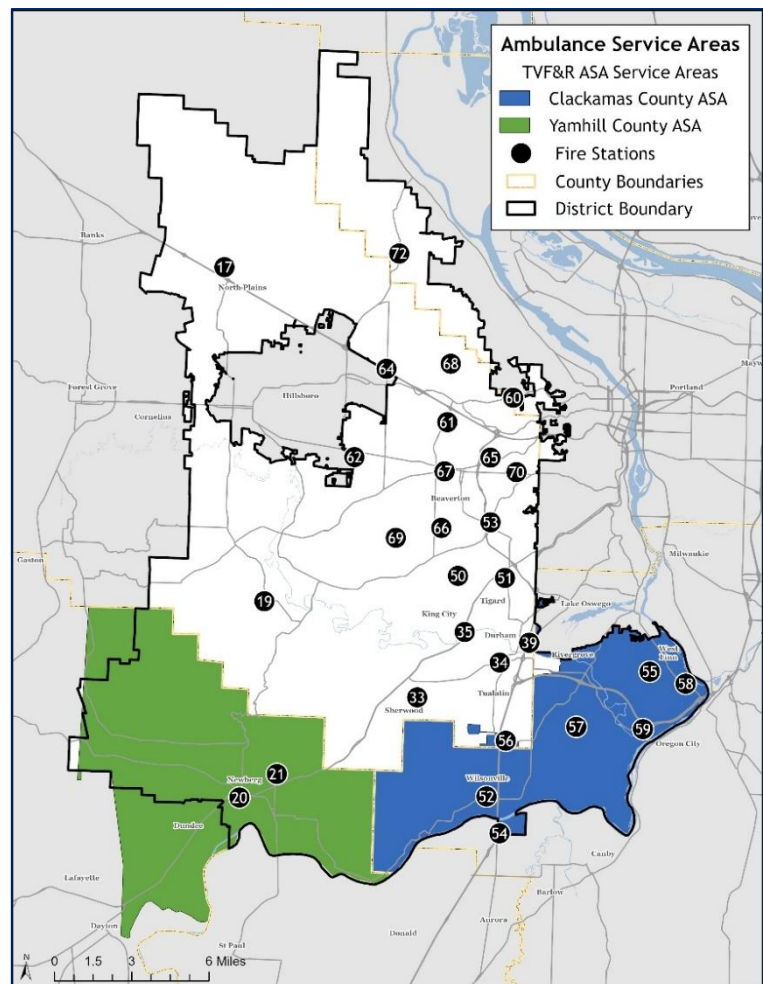 Ambulance Service Areas
TVF&R ASA Service Areas
Clackamas County ASA
Yamhill County ASA
Fire Stations
County Boundaries
District Boundary
Banks
17
North Plains
72
64
68
Forest Grove
Hillsboro
60
Portland
Cornelius
61
62
65
67
70
Beaverton
53
66
69
Milwaukie
Gaston
50
51
19
Tigard
Lake Oswego
King City
35
Durham
39
34
Rivergrove
West
Linn
55
58
33
Tualatin
Sherwood
57
59
56
Oregon City
21
Wilsonville
Newberg
20
52
Dundee
54
Canby
Lafayette
Barlow
Dayton
Aurora
St Paul
Donald
N
0 1.5 3 6 Miles